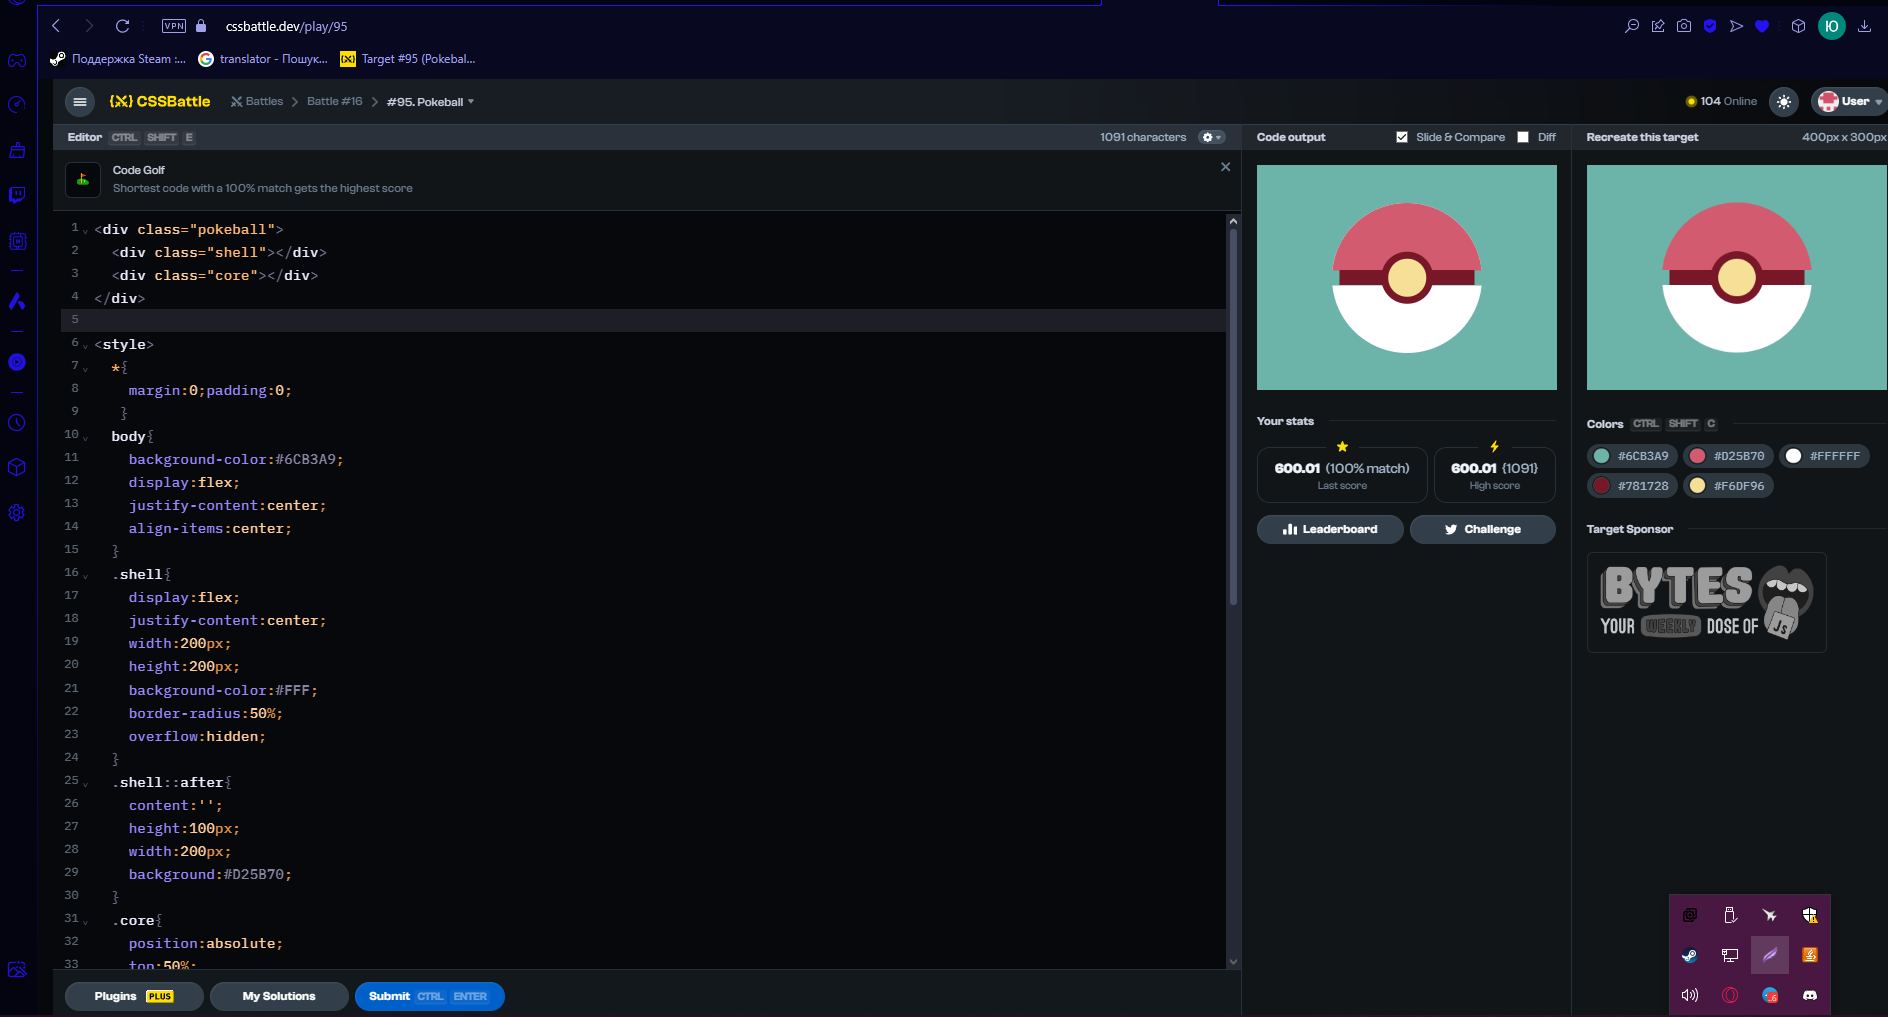 VPN cssbattle.dev/play/95
Ю
Поддержка Steam :... translator - Пошук... Target #95 (Pokebal...
CSSBattle Battles Battle #16 #95. Pokeball
104 Online User
Editor CTRL SHIFT E 1091 characters
Code output Slide & Compare Diff
Recreate this target 400px x 300px
Code Golf
Shortest code with a 100% match gets the highest score
1 <div class="pokeball">
2 <div class="shell"></div>
3 <div class="core"></div>
4 </div>
5
6 <style>
7 *{
8 margin:0;padding:0;
9 }
10 body{
11 background-color:#6CB3A9;
12 display:flex;
13 justify-content:center;
14 align-items:center;
15 }
16 .shell{
17 display:flex;
18 justify-content:center;
19 width:200px;
20 height:200px;
21 background-color:#FFF;
22 border-radius:50%;
23 overflow:hidden;
24 }
25 .shell::after{
26 content:'';
27 height:100px;
28 width:200px;
29 background:#D25B70;
30 }
31 .core{
32 position:absolute;
33 top:50%;
Plugins PLUS My Solutions Submit CTRL ENTER
Your stats
600.01 (100% match)
Last score
600.01 {1091}
High score
Leaderboard Challenge
Colors CTRL SHIFT C
#6CB3A9 #D25B70 #FFFFFF
#781728 #F6DF96
Target Sponsor
BYTES
YOUR WEEKLY DOSE OF JS